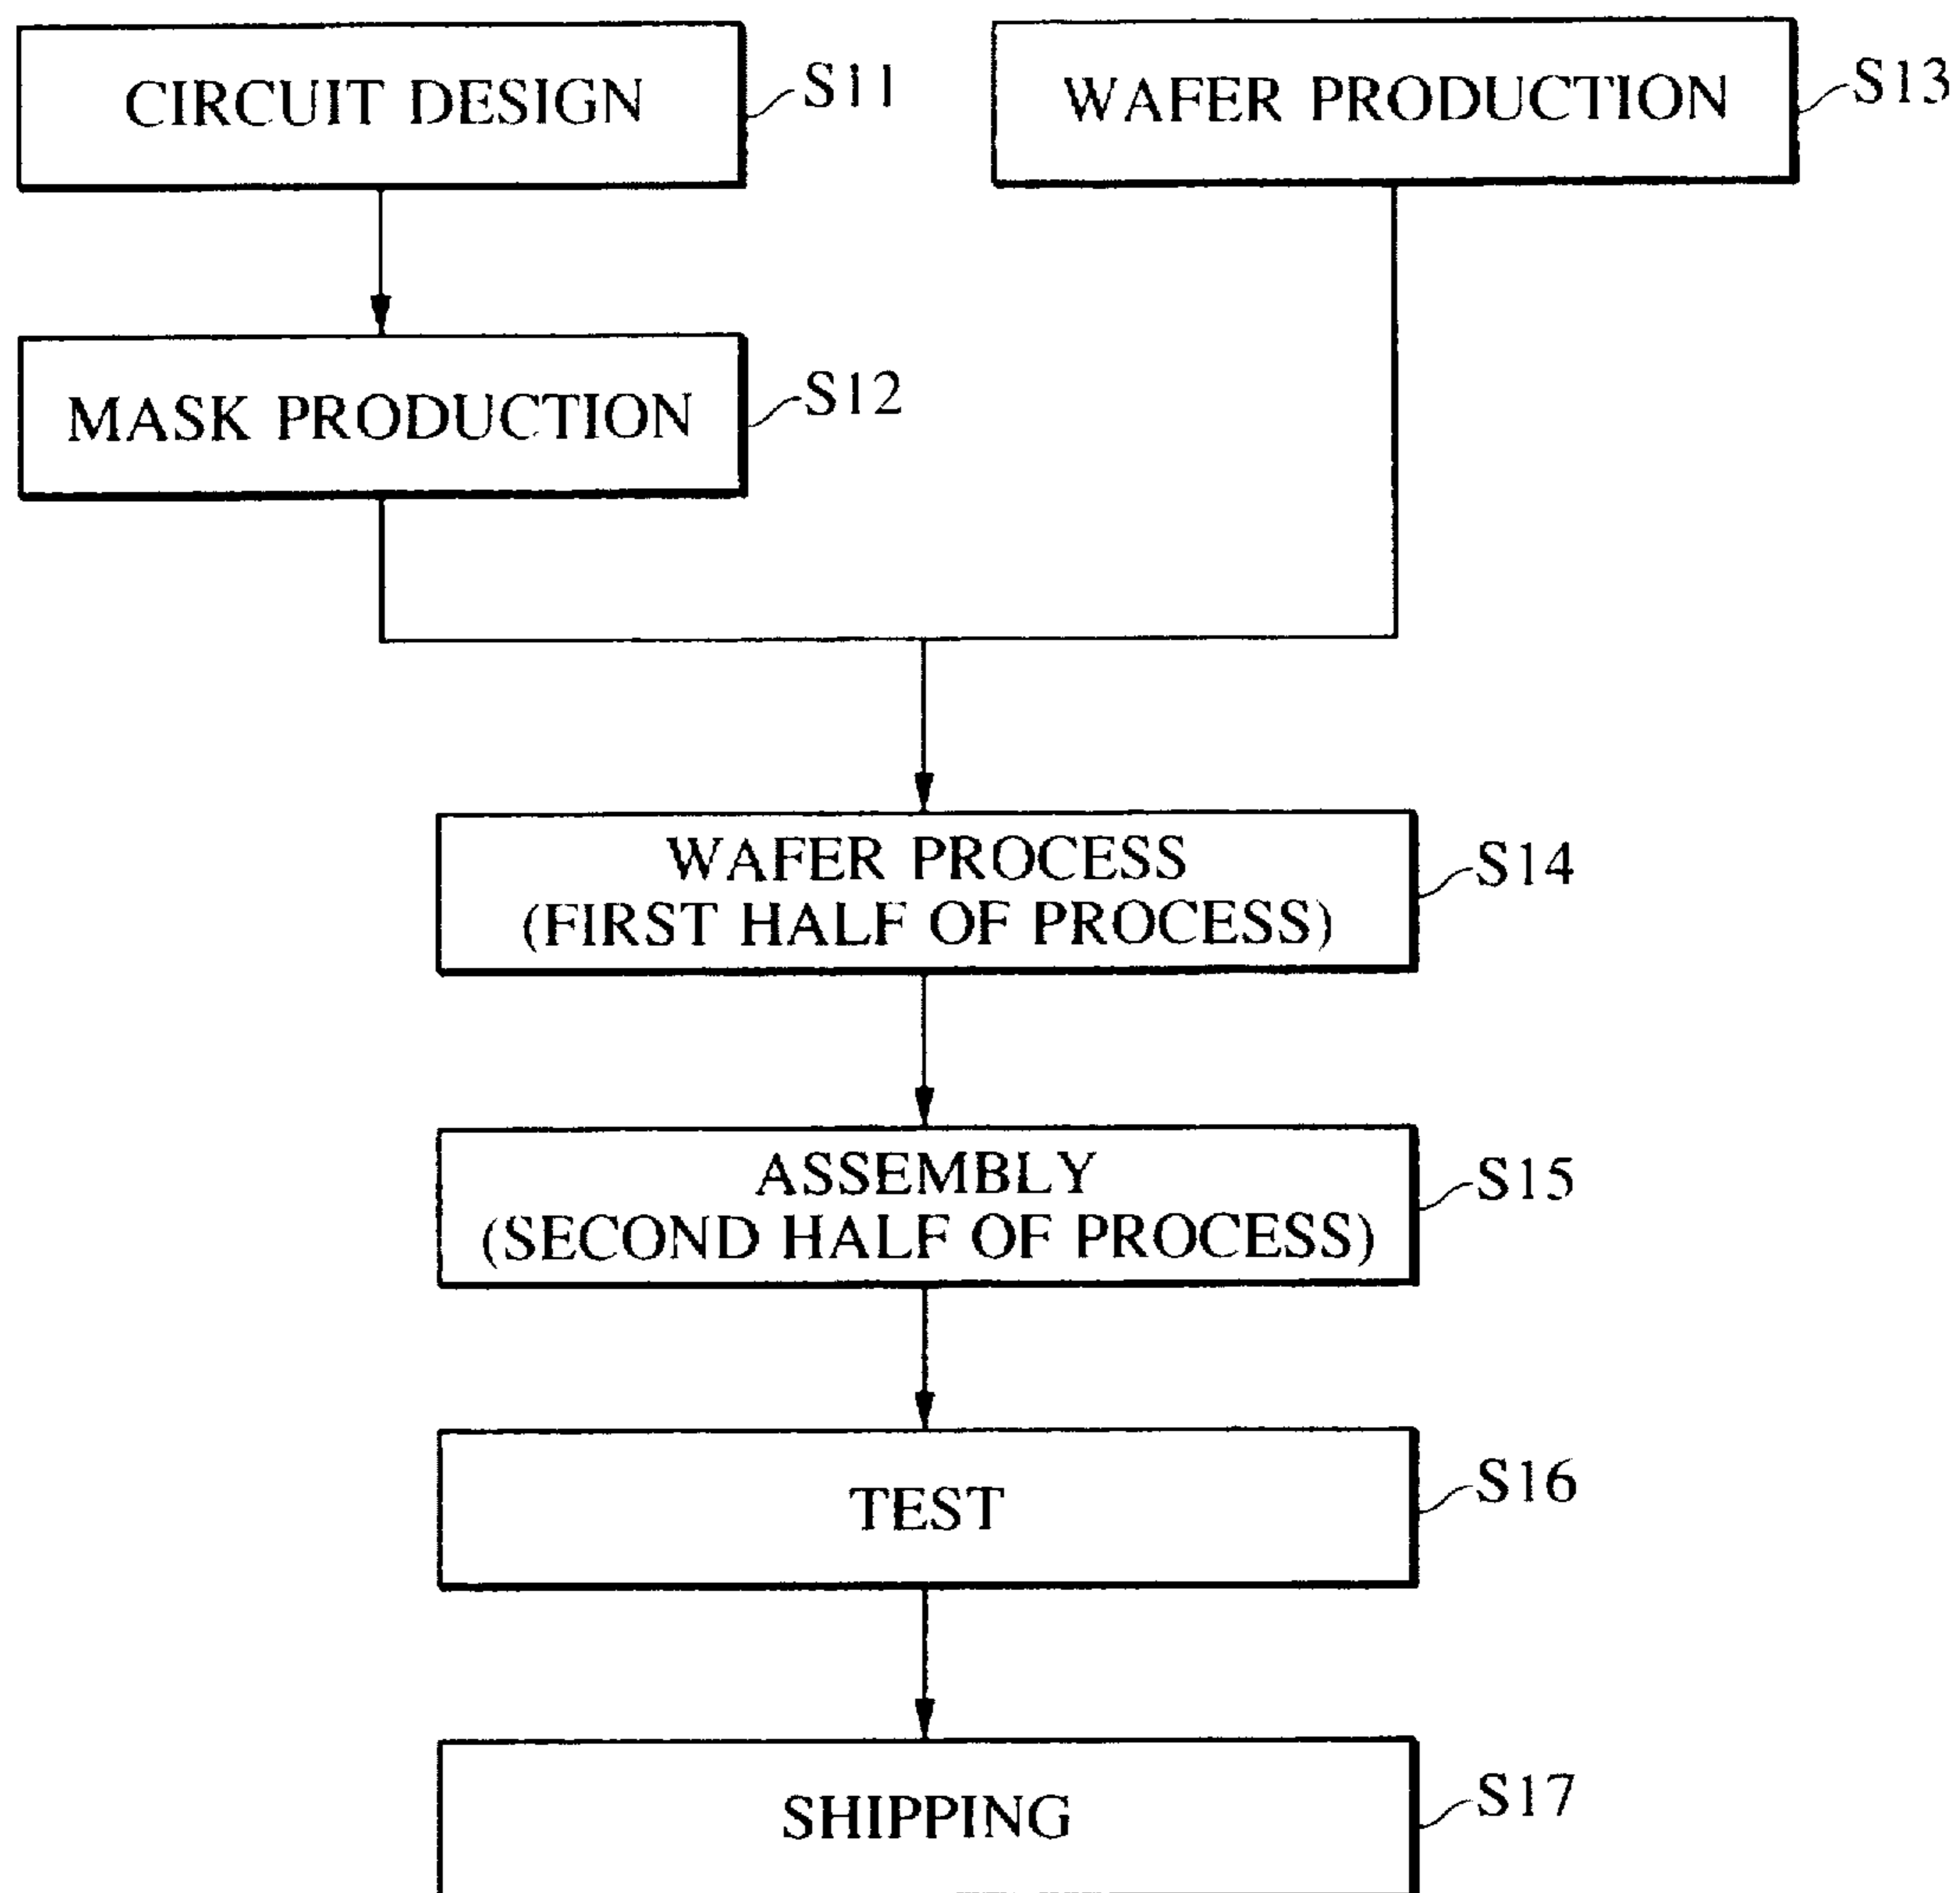 CIRCUIT DESIGN
S11
WAFER PRODUCTION
S13
MASK PRODUCTION
S12
WAFER PROCESS
(FIRST HALF OF PROCESS)
S14
ASSEMBLY
(SECOND HALF OF PROCESS)
S15
TEST
S16
SHIPPING
S17